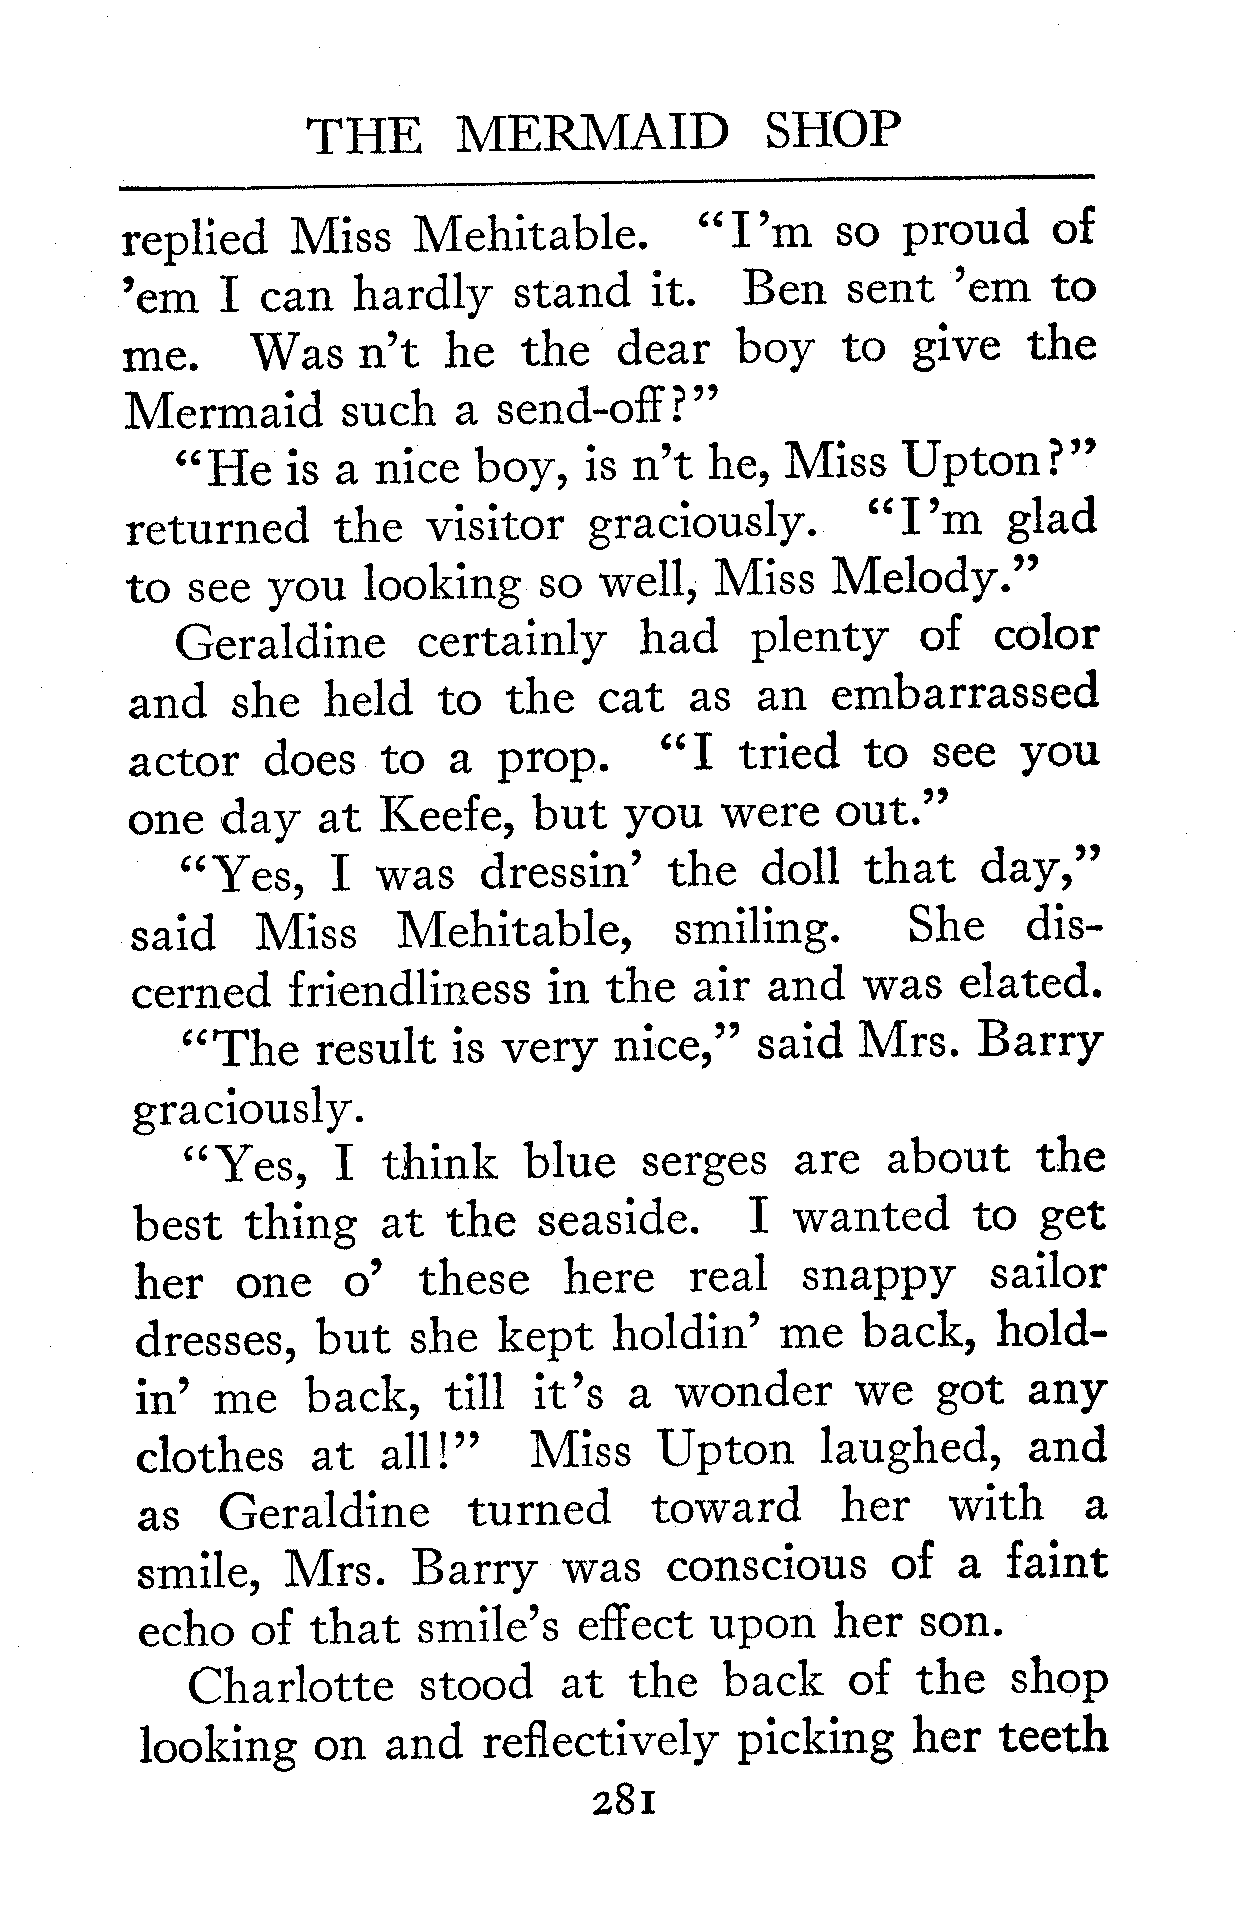 THE MERMAID SHOP
replied Miss Mehitable. “I’m so proud of
’em I can hardly stand it. Ben sent ’em to
me. Was n’t he the dear boy to give the
Mermaid such a send-off?”
“He is a nice boy, is n’t he, Miss Upton?”
returned the visitor graciously. “I’m glad
to see you looking so well, Miss Melody.”
Geraldine certainly had plenty of color
and she held to the cat as an embarrassed
actor does to a prop. “I tried to see you
one day at Keefe, but you were out.”
“Yes, I was dressin’ the doll that day,”
said Miss Mehitable, smiling. She dis-
cerned friendliness in the air and was elated.
“The result is very nice,” said Mrs. Barry
graciously.
“Yes, I think blue serges are about the
best thing at the seaside. I wanted to get
her one o’ these here real snappy sailor
dresses, but she kept holdin’ me back, hold-
in’ me back, till it’s a wonder we got any
clothes at all!” Miss Upton laughed, and
as Geraldine turned toward her with a
smile, Mrs. Barry was conscious of a faint
echo of that smile’s effect upon her son.
Charlotte stood at the back of the shop
looking on and reflectively picking her teeth
281